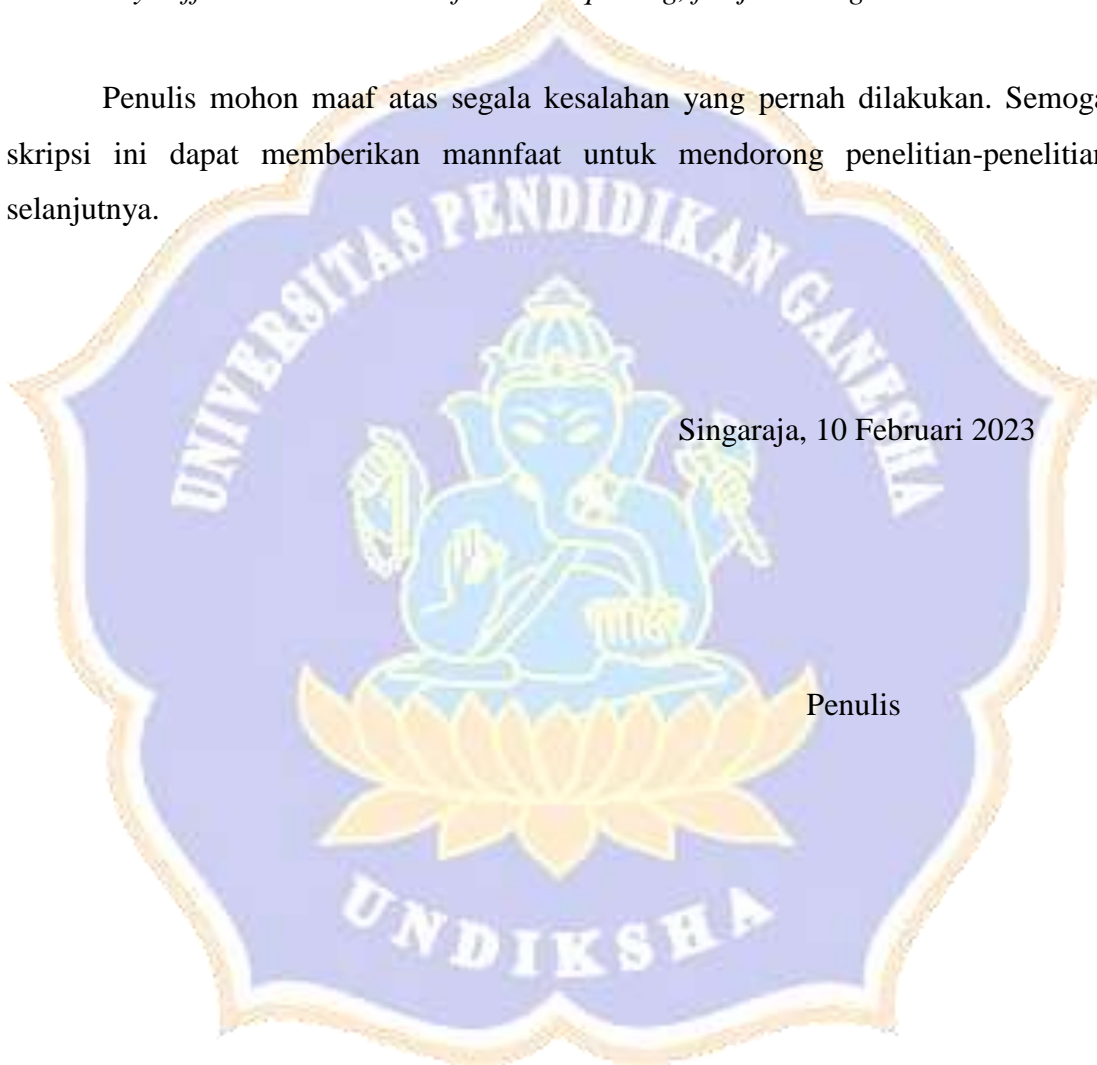 Penulis mohon maaf atas segala kesalahan yang pernah dilakukan. Semoga
skripsi ini dapat memberikan mannfaat untuk mendorong penelitian-penelitian
selanjutnya.
UNIVERSITAS PENDIDIKAN GANESHA
Singaraja, 10 Februari 2023
Penulis
UNDIKSHA